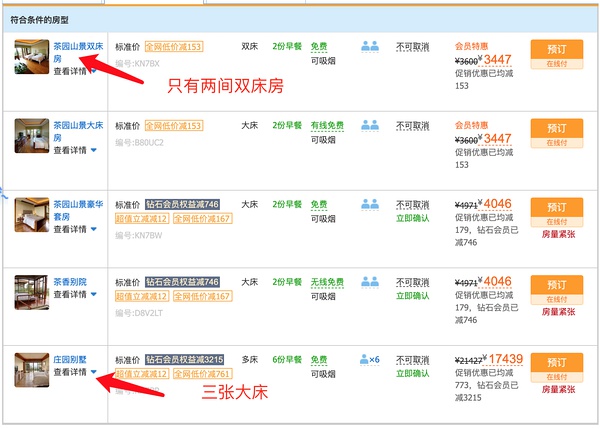 符合条件的房型
茶园山景双床房
查看详情
标准价 全网低价减153
编号:KN7BX
双床
2份早餐
免费
可吸烟
不可取消
会员特惠
¥3600 ¥3447
促销优惠已均减153
预订
在线付
只有两间双床房
茶园山景大床房
查看详情
标准价 全网低价减153
编号:B80UC2
大床
2份早餐
有线免费
可吸烟
不可取消
会员特惠
¥3600 ¥3447
促销优惠已均减153
预订
在线付
茶园山景豪华套房
查看详情
标准价 钻石会员权益减746
超值立减减12 全网低价减167
编号:KN7BW
大床
2份早餐
免费
可吸烟
不可取消
立即确认
¥4971 ¥4046
促销优惠已均减179，钻石会员已减746
预订
在线付
房量紧张
茶香别院
查看详情
标准价 钻石会员权益减746
超值立减减12 全网低价减167
编号:D8V2LT
大床
2份早餐
无线免费
可吸烟
不可取消
立即确认
¥4971 ¥4046
促销优惠已均减179，钻石会员已减746
预订
在线付
房量紧张
庄园别墅
查看详情
标准价 钻石会员权益减3215
超值立减减12 全网低价减761
多床
6份早餐
免费
可吸烟
×6
不可取消
立即确认
¥21427 ¥17439
促销优惠已均减773，钻石会员已减3215
预订
在线付
房量紧张
三张大床